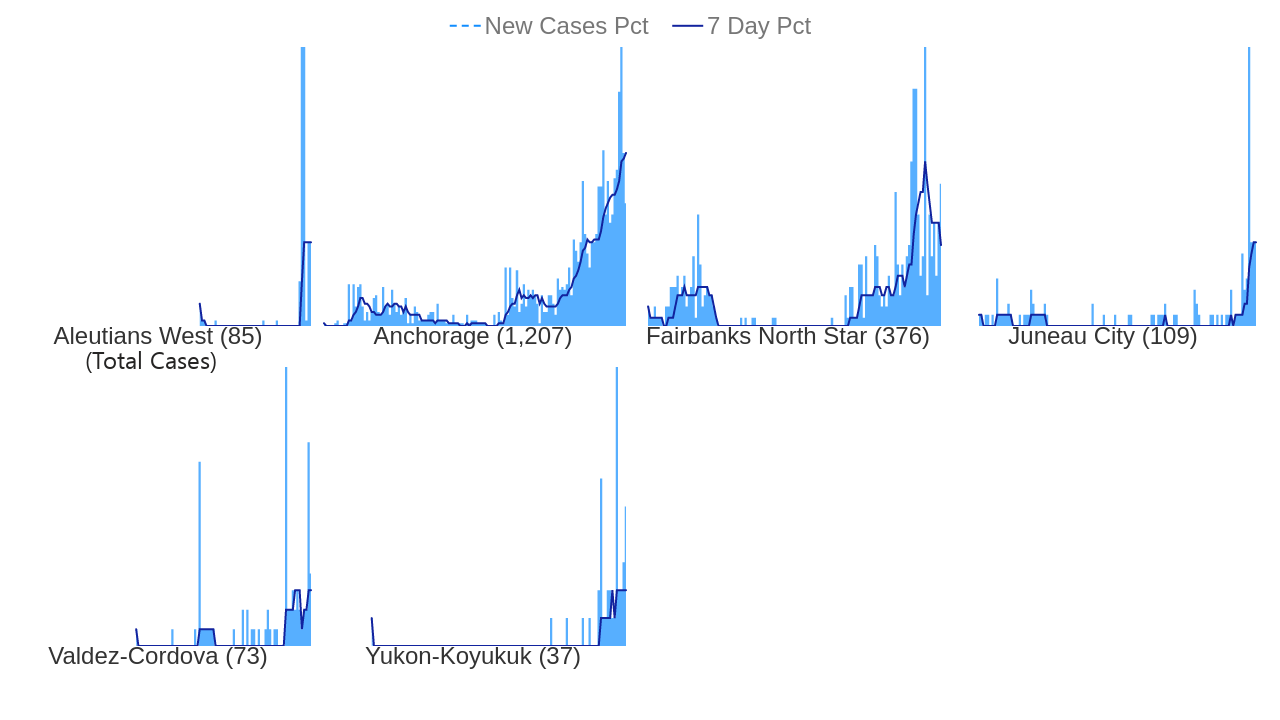 New Cases Pct 7 Day Pct
Aleutians West (85) Anchorage (1,207) Fairbanks North Star (376) Juneau City (109)
(Total Cases)
Valdez-Cordova (73) Yukon-Koyukuk (37)